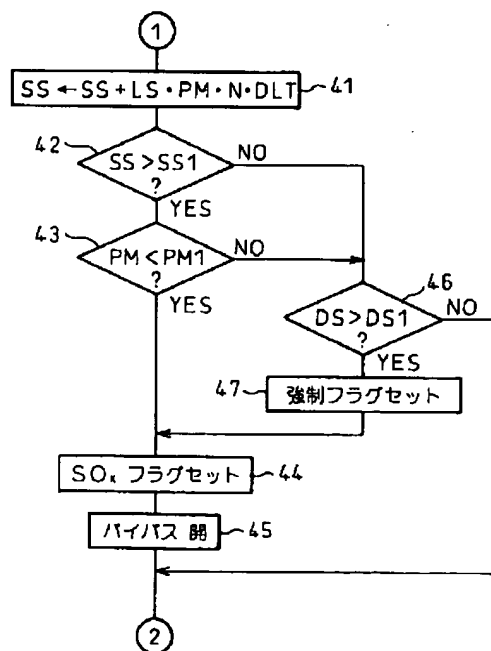 1
SS←SS+LS・PM・N・DLT
41
42
SS>SS1
?
NO
YES
43
PM<PM1
?
NO
YES
46
DS>DS1
?
NO
YES
47
強制フラグセット
SOx フラグセット
44
バイパス 開
45
2